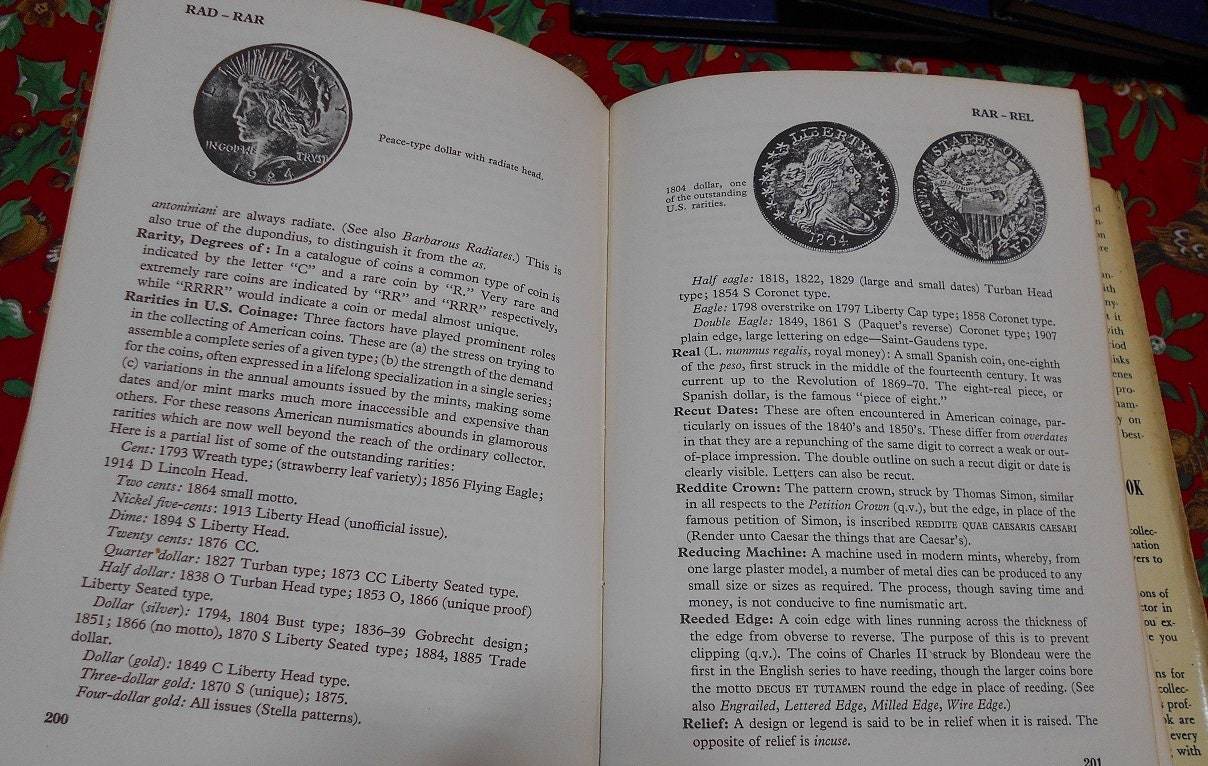 RAD – RAR
LIBERTY
IN GOD WE
TRVST
Peace-type dollar with radiate head.
antoniniani are always radiate. (See also Barbarous Radiates.) This is
also true of the dupondius, to distinguish it from the as.
Rarity, Degrees of: In a catalogue of coins a common type of coin is
indicated by the letter "C" and a rare coin by "R." Very rare and
extremely rare coins are indicated by "RR" and "RRR" respectively,
while "RRRR" would indicate a coin or medal almost unique.
Rarities in U.S. Coinage: Three factors have played prominent roles
in the collecting of American coins. These are (a) the stress on trying to
assemble a complete series of a given type; (b) the strength of the demand
for the coins, often expressed in a lifelong specialization in a single series;
(c) variations in the annual amounts issued by the mints, making some
dates and/or mint marks much more inaccessible and expensive than
others. For these reasons American numismatics abounds in glamorous
rarities which are now well beyond the reach of the ordinary collector.
Here is a partial list of some of the outstanding rarities:
Cent: 1793 Wreath type; (strawberry leaf variety); 1856 Flying Eagle;
1914 D Lincoln Head.
Two cents: 1864 small motto.
Nickel five-cents: 1913 Liberty Head (unofficial issue).
Dime: 1894 S Liberty Head.
Twenty cents: 1876 CC.
Quarter dollar: 1827 Turban type; 1873 CC Liberty Seated type.
Half dollar: 1838 O Turban Head type; 1853 O, 1866 (unique proof)
Liberty Seated type.
Dollar (silver): 1794, 1804 Bust type; 1836–39 Gobrecht design;
1851; 1866 (no motto), 1870 S Liberty Seated type; 1884, 1885 Trade
dollar.
Dollar (gold): 1849 C Liberty Head type.
Three-dollar gold: 1870 S (unique); 1875.
Four-dollar gold: All issues (Stella patterns).
200
RAR – REL
1804 dollar, one
of the outstanding
U.S. rarities.
LIBERTY
1804
UNITED STATES OF AMERICA
Half eagle: 1818, 1822, 1829 (large and small dates) Turban Head
type; 1854 S Coronet type.
Eagle: 1798 overstrike on 1797 Liberty Cap type; 1858 Coronet type.
Double Eagle: 1849, 1861 S (Paquet's reverse) Coronet type; 1907
plain edge, large lettering on edge—Saint-Gaudens type.
Real (L. nummus regalis, royal money): A small Spanish coin, one-eighth
of the peso, first struck in the middle of the fourteenth century. It was
current up to the Revolution of 1869–70. The eight-real piece, or
Spanish dollar, is the famous "piece of eight."
Recut Dates: These are often encountered in American coinage, par-
ticularly on issues of the 1840's and 1850's. These differ from overdates
in that they are a repunching of the same digit to correct a weak or out-
of-place impression. The double outline on such a recut digit or date is
clearly visible. Letters can also be recut.
Reddite Crown: The pattern crown, struck by Thomas Simon, similar
in all respects to the Petition Crown (q.v.), but the edge, in place of the
famous petition of Simon, is inscribed REDDITE QUAE CAESARIS CAESARI
(Render unto Caesar the things that are Caesar's).
Reducing Machine: A machine used in modern mints, whereby, from
one large plaster model, a number of metal dies can be produced to any
small size or sizes as required. The process, though saving time and
money, is not conducive to fine numismatic art.
Reeded Edge: A coin edge with lines running across the thickness of
the edge from obverse to reverse. The purpose of this is to prevent
clipping (q.v.). The coins of Charles II struck by Blondeau were the
first in the English series to have reeding, though the larger coins bore
the motto DECUS ET TUTAMEN round the edge in place of reeding. (See
also Engrailed, Lettered Edge, Milled Edge, Wire Edge.)
Relief: A design or legend is said to be in relief when it is raised. The
opposite of relief is incuse.
201